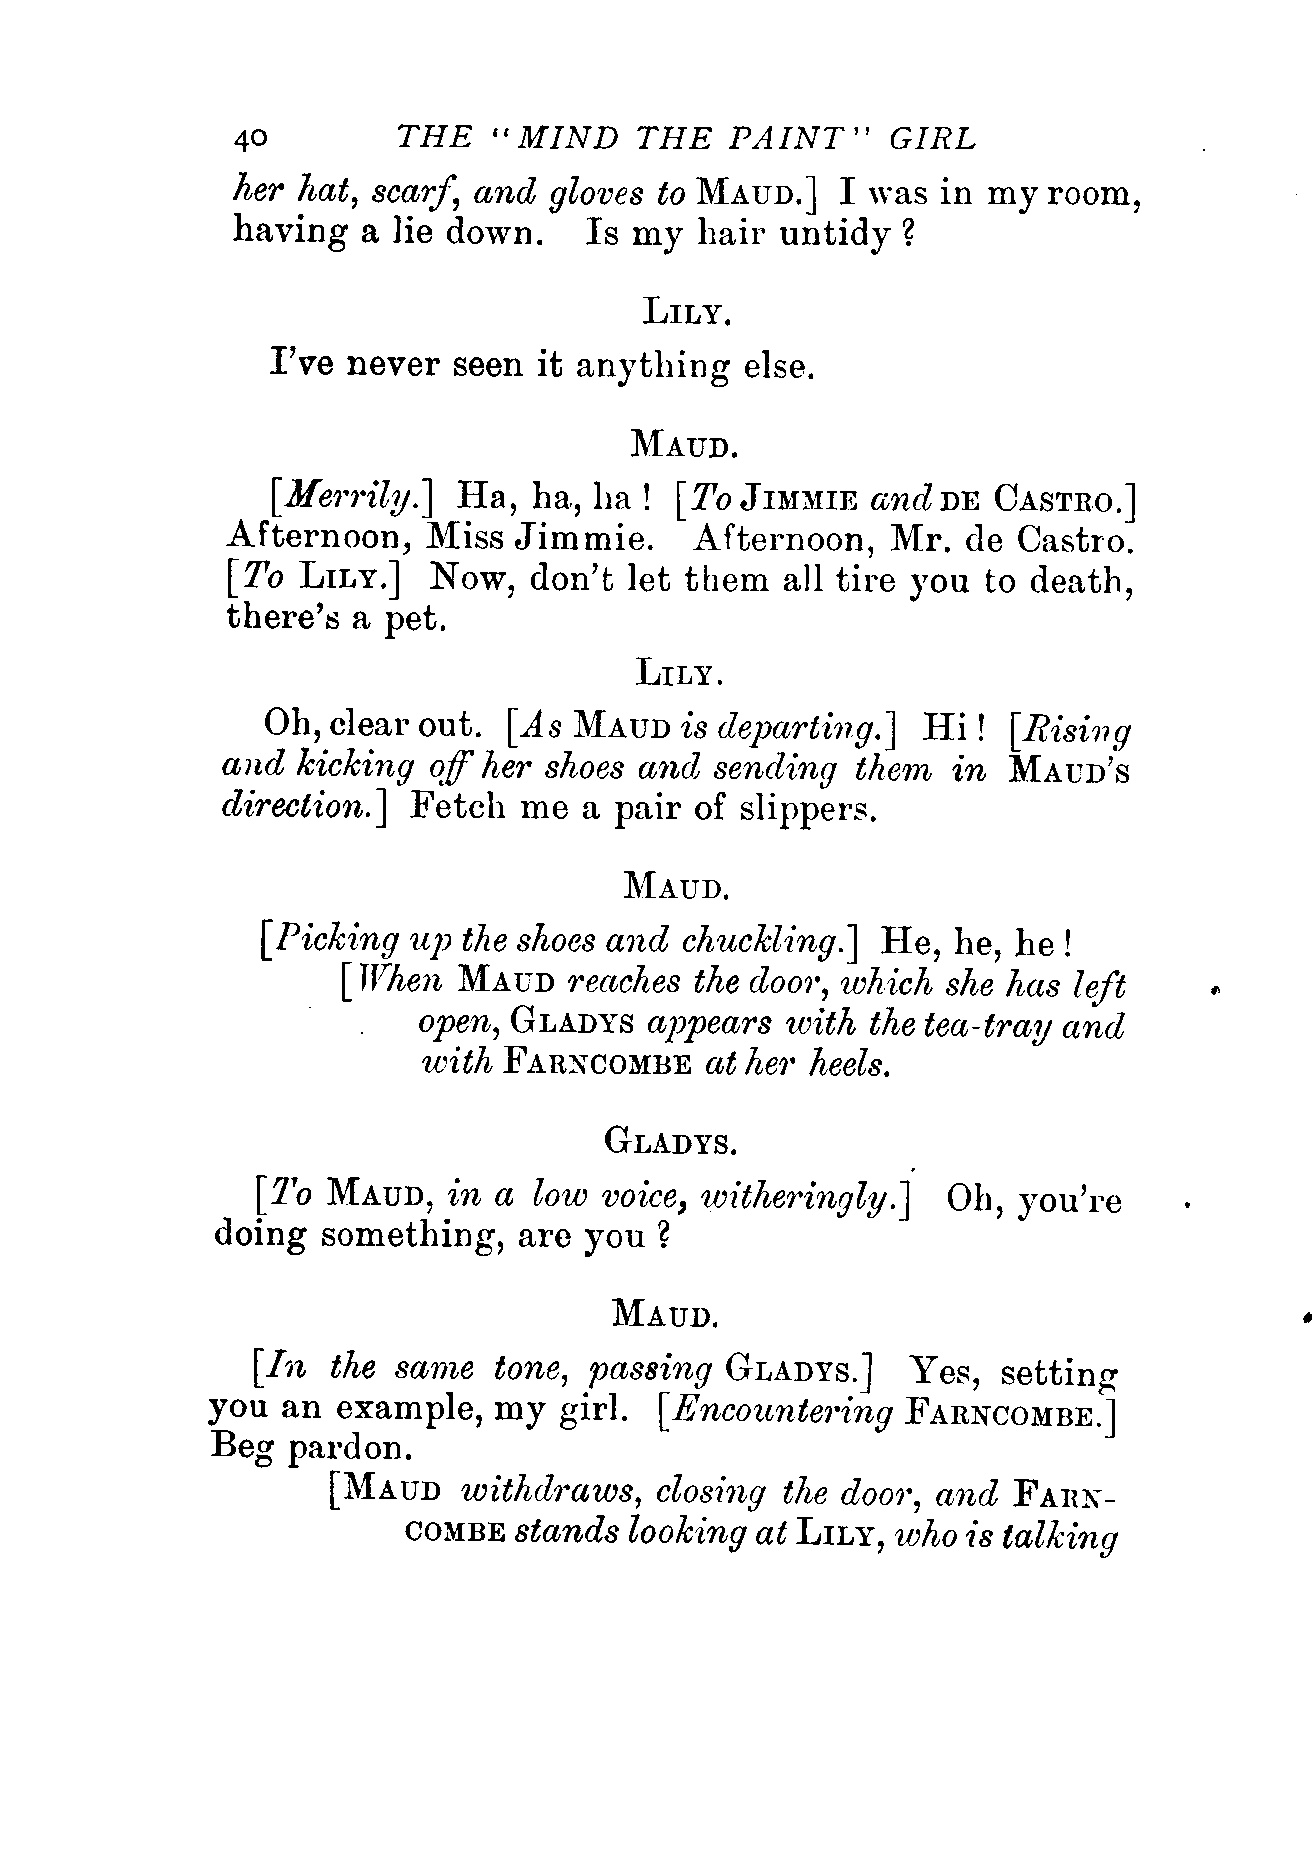 40 THE "MIND THE PAINT" GIRL
her hat, scarf, and gloves to MAUD.] I was in my room,
having a lie down. Is my hair untidy ?
LILY.
I've never seen it anything else.
MAUD.
[Merrily.] Ha, ha, ha ! [To JIMMIE and DE CASTRO.]
Afternoon, Miss Jimmie. Afternoon, Mr. de Castro.
[To LILY.] Now, don't let them all tire you to death,
there's a pet.
LILY.
Oh, clear out. [As MAUD is departing.] Hi ! [Rising
and kicking off her shoes and sending them in MAUD'S
direction.] Fetch me a pair of slippers.
MAUD.
[Picking up the shoes and chuckling.] He, he, he !
[When MAUD reaches the door, which she has left
open, GLADYS appears with the tea-tray and
with FARNCOMBE at her heels.
GLADYS.
[To MAUD, in a low voice, witheringly.] Oh, you're
doing something, are you ?
MAUD.
[In the same tone, passing GLADYS.] Yes, setting
you an example, my girl. [Encountering FARNCOMBE.]
Beg pardon.
[MAUD withdraws, closing the door, and FARN-
COMBE stands looking at LILY, who is talking